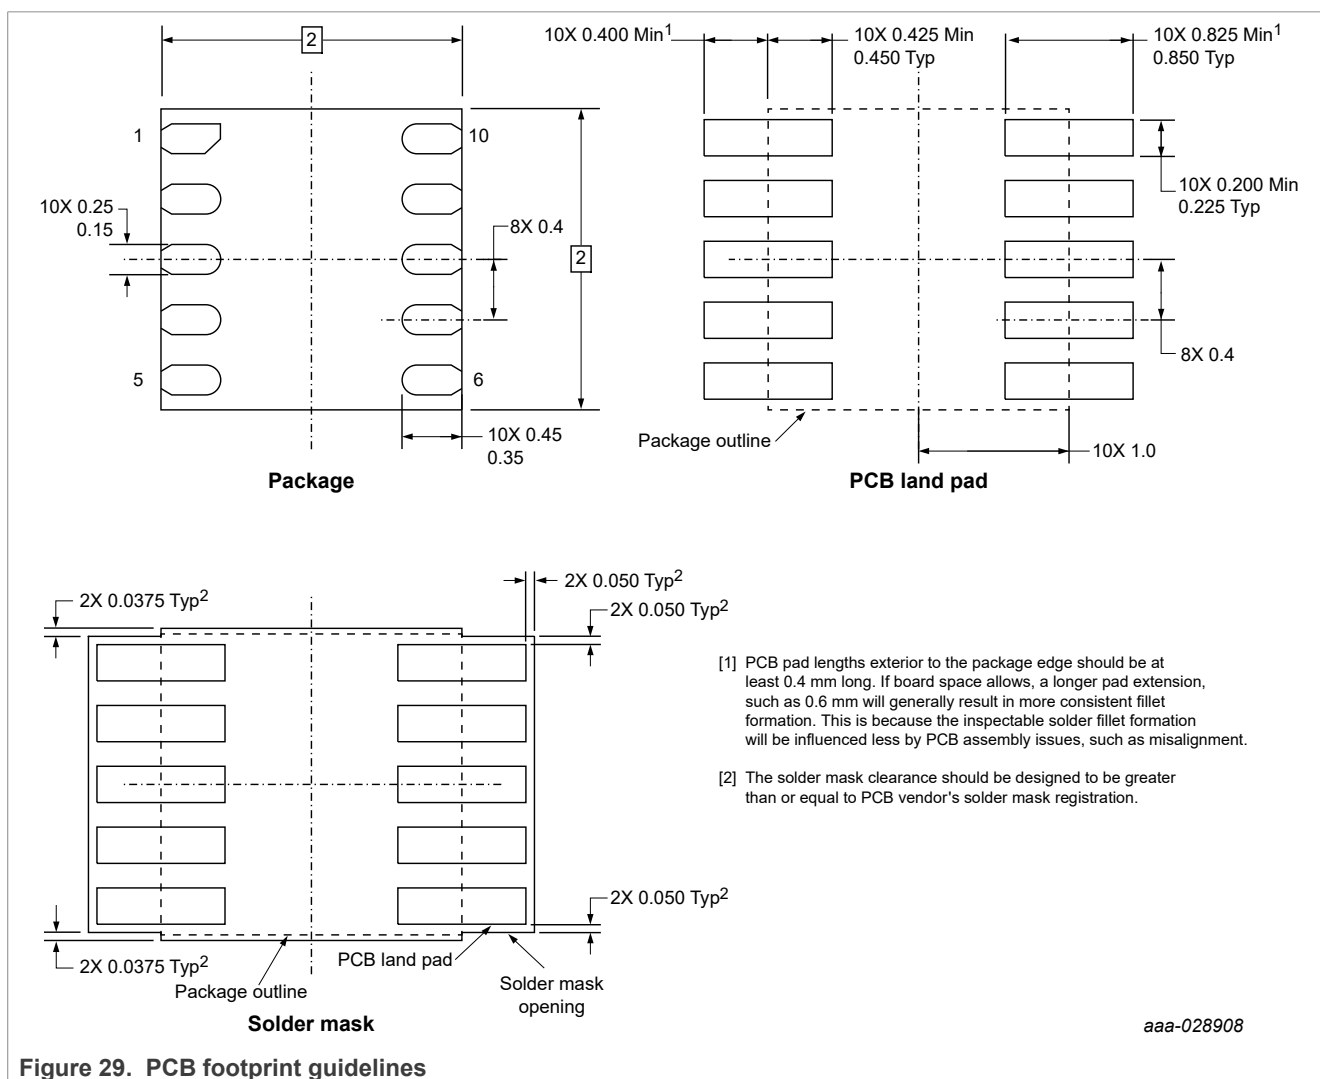 2
1
10
10X 0.25
0.15
8X 0.4
2
5
6
10X 0.45
0.35
Package
10X 0.400 Min1
10X 0.425 Min
0.450 Typ
10X 0.825 Min1
0.850 Typ
10X 0.200 Min
0.225 Typ
8X 0.4
Package outline
10X 1.0
PCB land pad
2X 0.0375 Typ2
2X 0.050 Typ2
2X 0.050 Typ2
2X 0.050 Typ2
2X 0.0375 Typ2
Package outline
PCB land pad
Solder mask
opening
Solder mask
[1] PCB pad lengths exterior to the package edge should be at
least 0.4 mm long. If board space allows, a longer pad extension,
such as 0.6 mm will generally result in more consistent fillet
formation. This is because the inspectable solder fillet formation
will be influenced less by PCB assembly issues, such as misalignment.
[2] The solder mask clearance should be designed to be greater
than or equal to PCB vendor's solder mask registration.
aaa-028908
Figure 29. PCB footprint guidelines